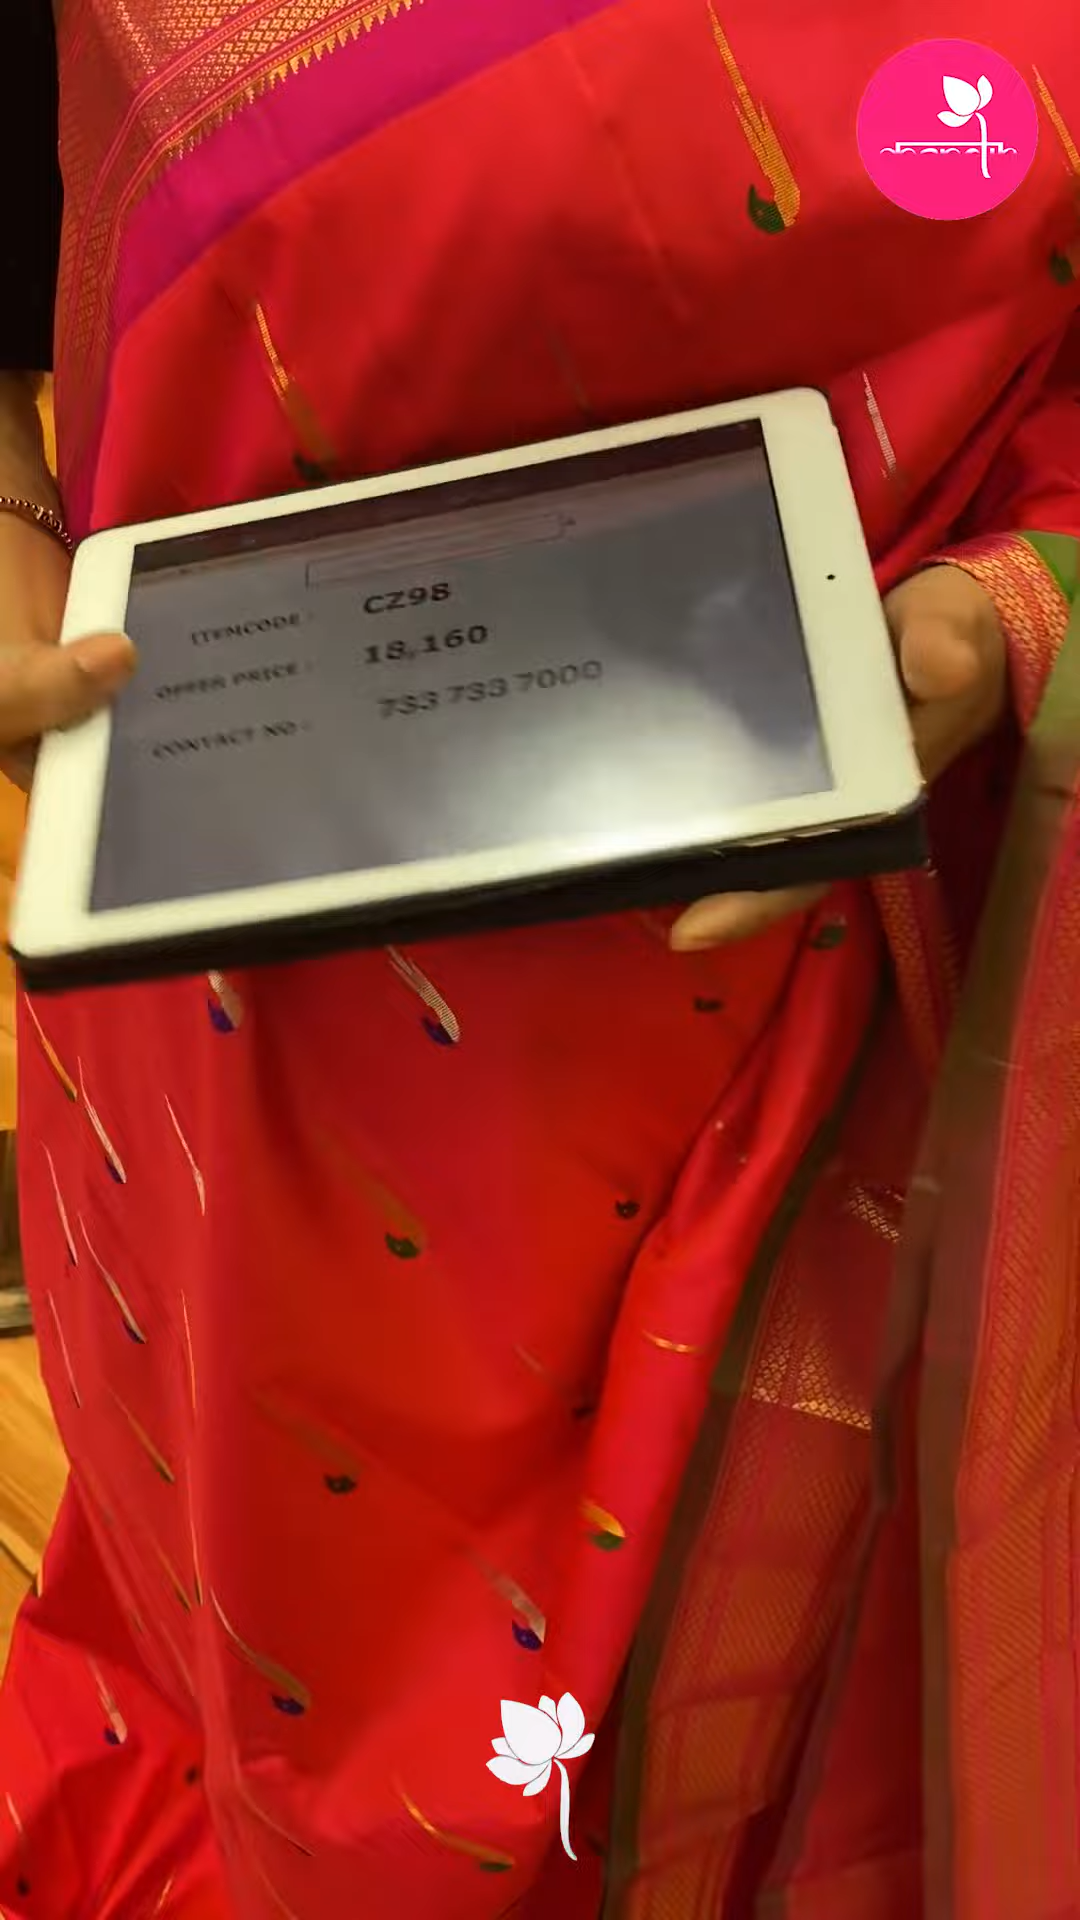 ITEMCODE : CZ98
OFFER PRICE : 18,160
CONTACT NO : 733 733 7000